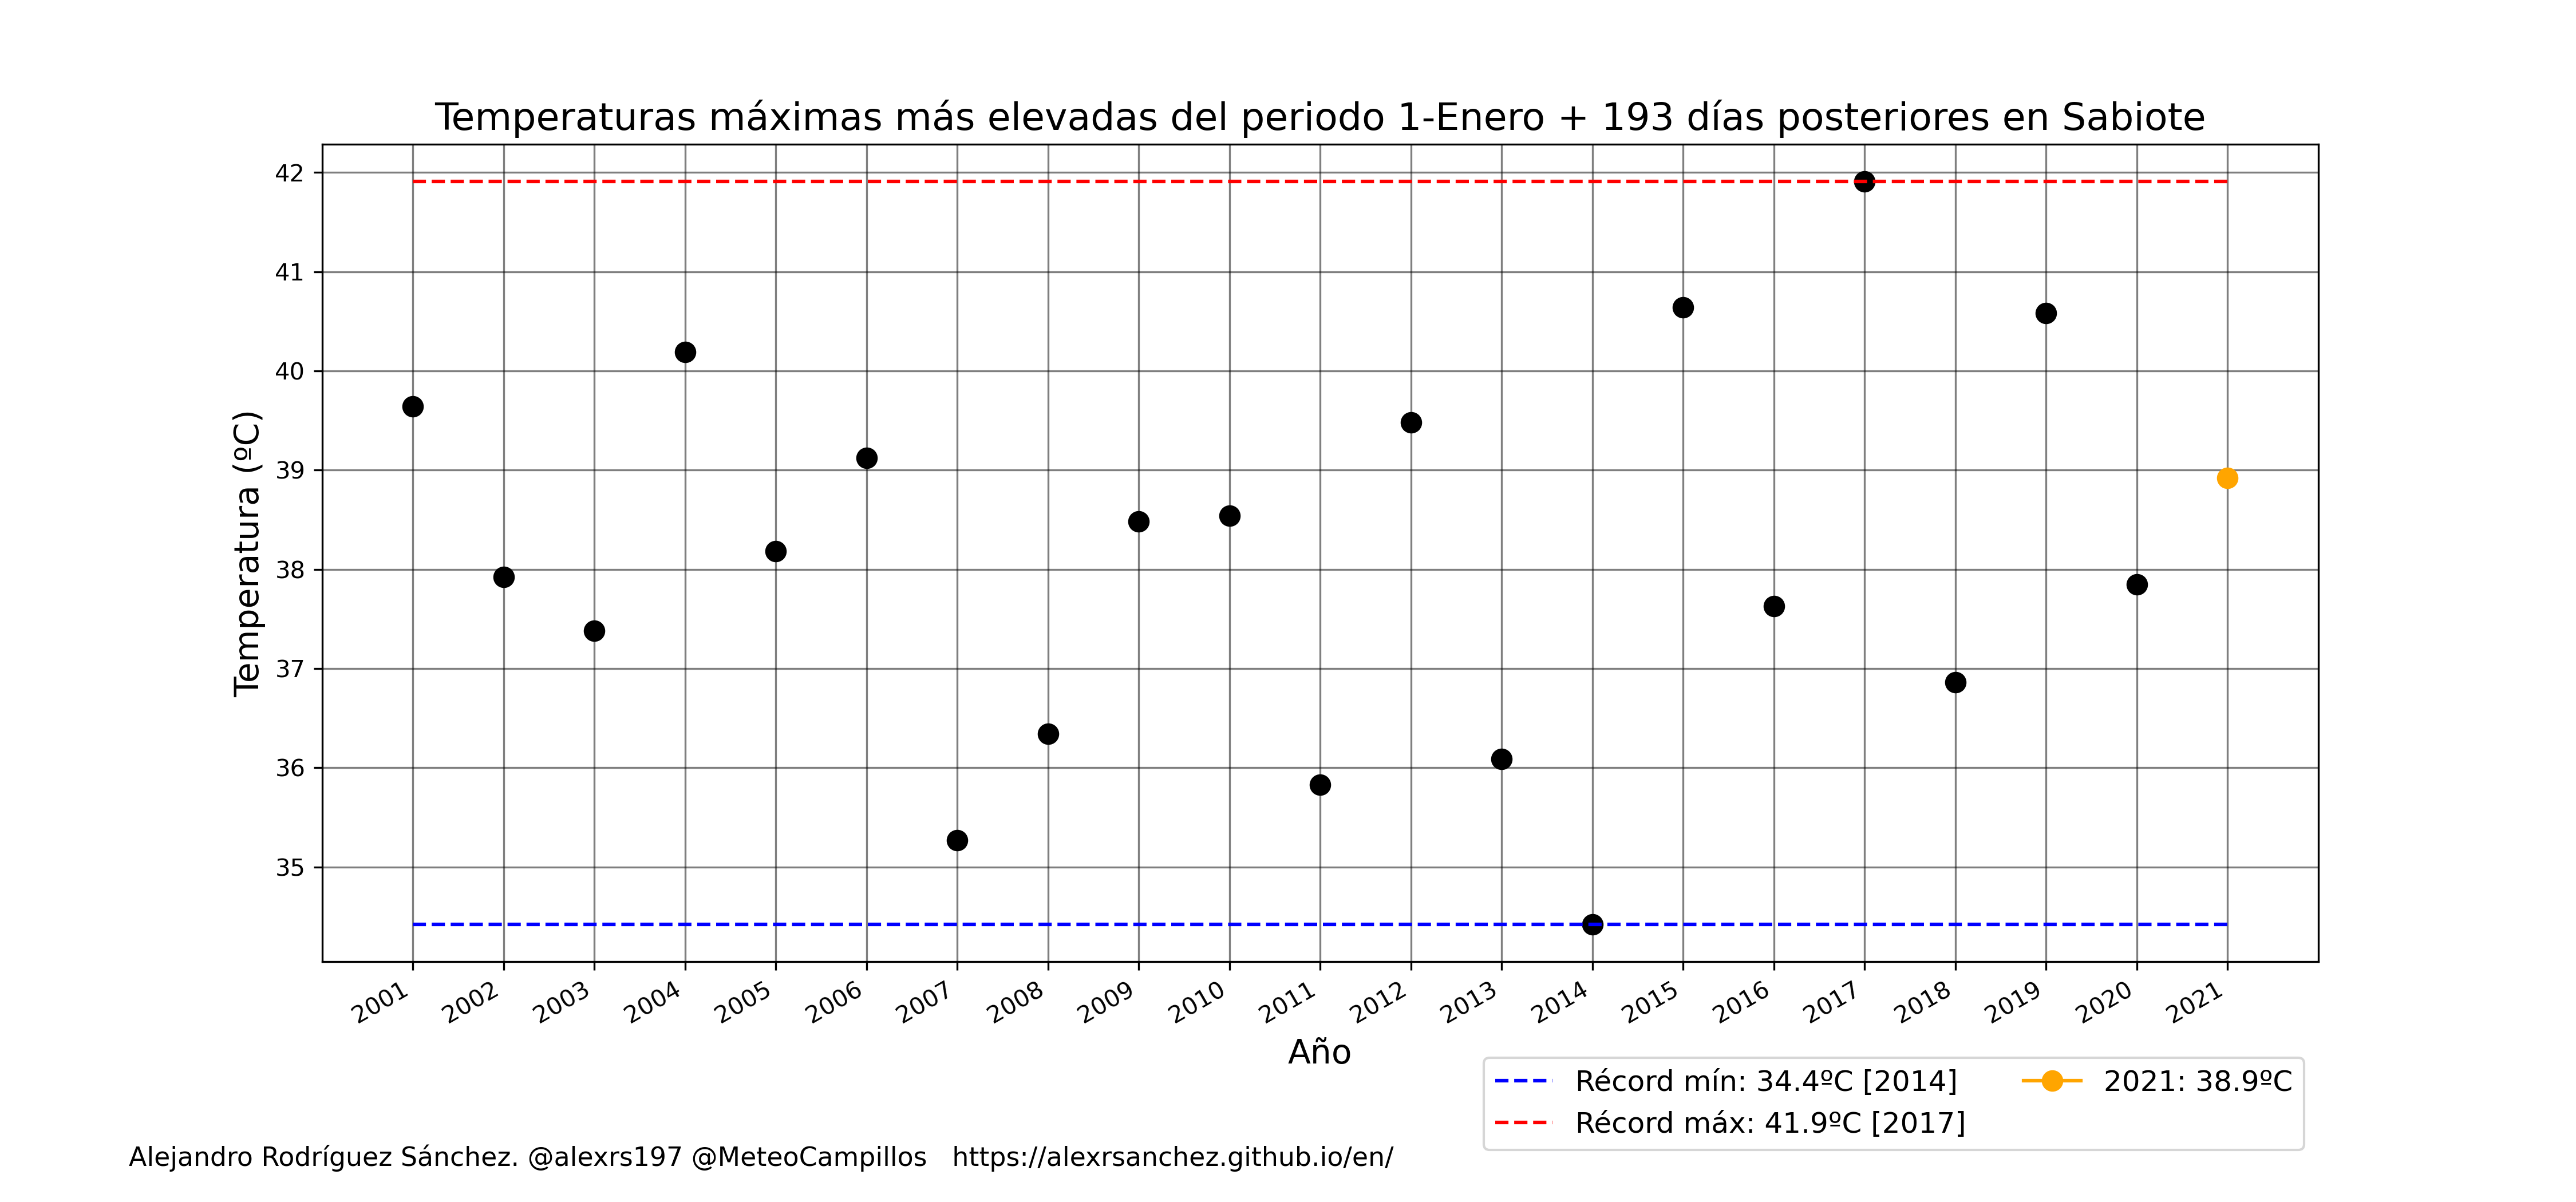 Temperaturas máximas más elevadas del periodo 1-Enero + 193 días posteriores en Sabiote
Temperatura (ºC)
42
41
40
39
38
37
36
35
2001 2002 2003 2004 2005 2006 2007 2008 2009 2010 2011 2012 2013 2014 2015 2016 2017 2018 2019 2020 2021
Año
Récord mín: 34.4ºC [2014] 2021: 38.9ºC
Récord máx: 41.9ºC [2017]
Alejandro Rodríguez Sánchez. @alexrs197 @MeteoCampillos https://alexrsanchez.github.io/en/